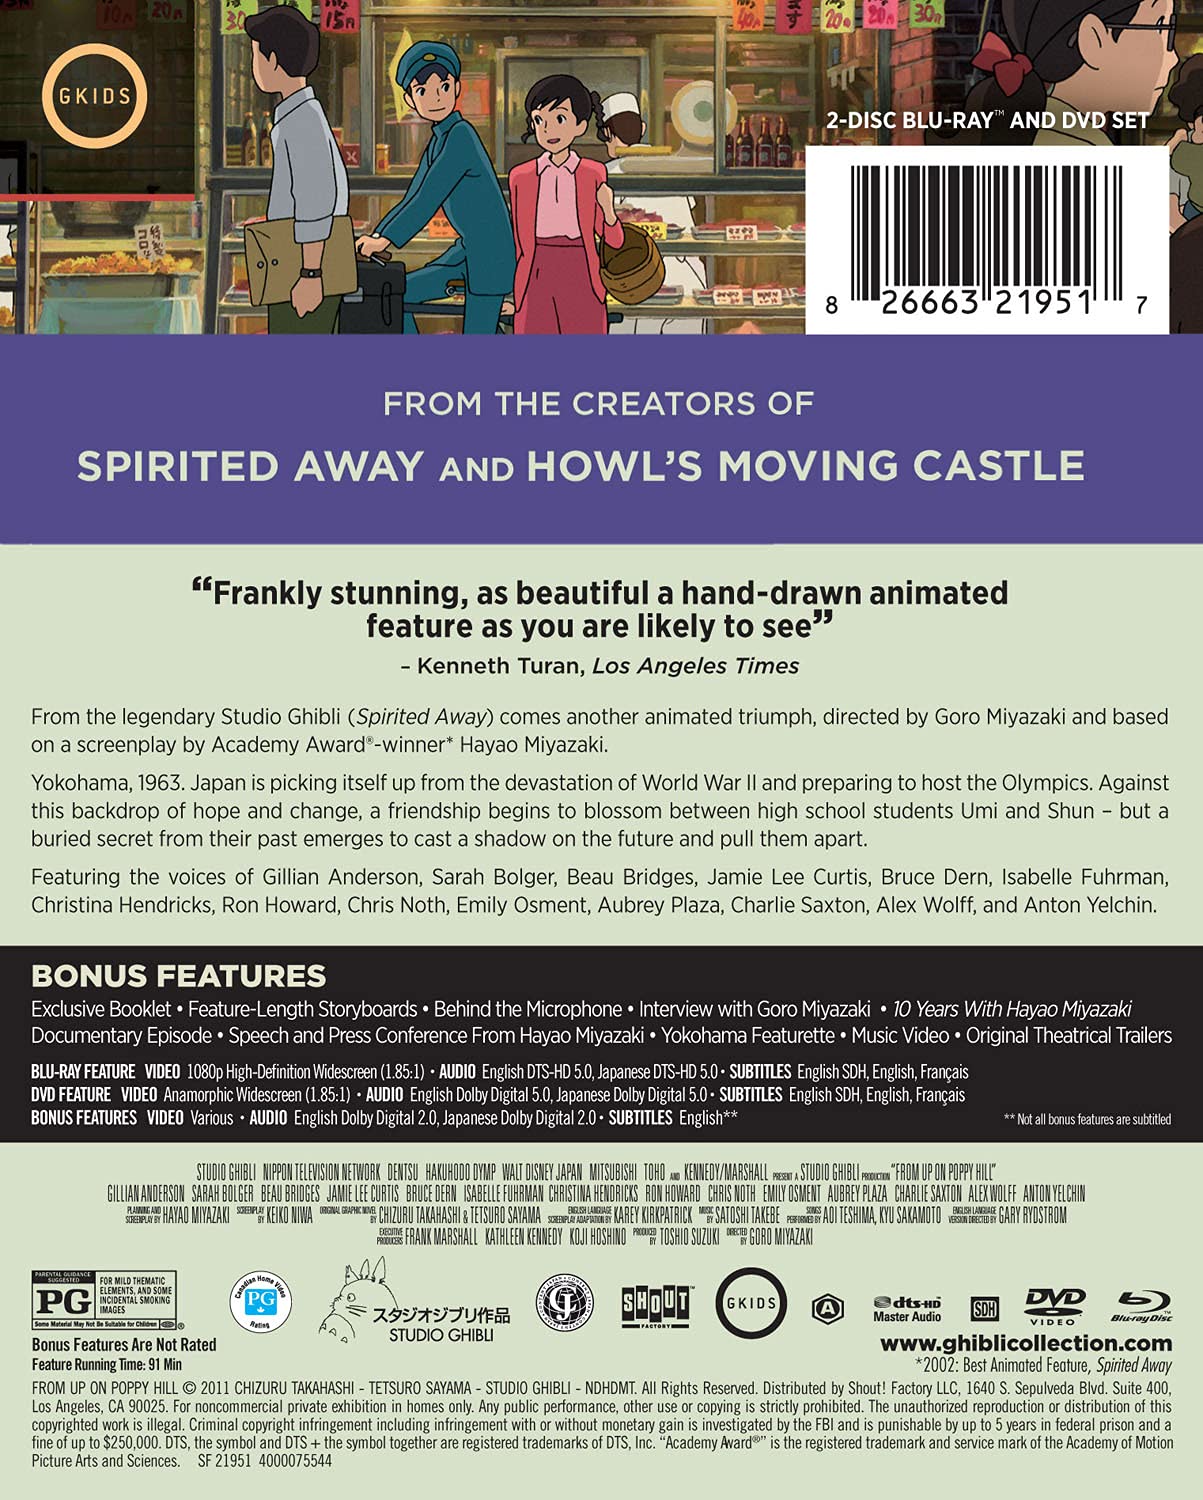 10n
20n
30
15n
40n
ます
20n
20
30n
GKIDS
2-DISC BLU-RAY™ AND DVD SET
特製
コロッ
8 26663 21951 7
FROM THE CREATORS OF
SPIRITED AWAY AND HOWL'S MOVING CASTLE
“Frankly stunning, as beautiful a hand-drawn animated
feature as you are likely to see”
– Kenneth Turan, Los Angeles Times
From the legendary Studio Ghibli (Spirited Away) comes another animated triumph, directed by Goro Miyazaki and based
on a screenplay by Academy Award®-winner* Hayao Miyazaki.
Yokohama, 1963. Japan is picking itself up from the devastation of World War II and preparing to host the Olympics. Against
this backdrop of hope and change, a friendship begins to blossom between high school students Umi and Shun – but a
buried secret from their past emerges to cast a shadow on the future and pull them apart.
Featuring the voices of Gillian Anderson, Sarah Bolger, Beau Bridges, Jamie Lee Curtis, Bruce Dern, Isabelle Fuhrman,
Christina Hendricks, Ron Howard, Chris Noth, Emily Osment, Aubrey Plaza, Charlie Saxton, Alex Wolff, and Anton Yelchin.
BONUS FEATURES
Exclusive Booklet • Feature-Length Storyboards • Behind the Microphone • Interview with Goro Miyazaki • 10 Years With Hayao Miyazaki
Documentary Episode • Speech and Press Conference From Hayao Miyazaki • Yokohama Featurette • Music Video • Original Theatrical Trailers
BLU-RAY FEATURE VIDEO 1080p High-Definition Widescreen (1.85:1) • AUDIO English DTS-HD 5.0, Japanese DTS-HD 5.0 • SUBTITLES English SDH, English, Français
DVD FEATURE VIDEO Anamorphic Widescreen (1.85:1) • AUDIO English Dolby Digital 5.0, Japanese Dolby Digital 5.0 • SUBTITLES English SDH, English, Français
BONUS FEATURES VIDEO Various • AUDIO English Dolby Digital 2.0, Japanese Dolby Digital 2.0 • SUBTITLES English**
** Not all bonus features are subtitled
STUDIO GHIBLI NIPPON TELEVISION NETWORK DENTSU HAKUHODO DYMP WALT DISNEY JAPAN MITSUBISHI TOHO AND KENNEDY/MARSHALL PRESENT A STUDIO GHIBLI PRODUCTION “FROM UP ON POPPY HILL”
GILLIAN ANDERSON SARAH BOLGER BEAU BRIDGES JAMIE LEE CURTIS BRUCE DERN ISABELLE FUHRMAN CHRISTINA HENDRICKS RON HOWARD CHRIS NOTH EMILY OSMENT AUBREY PLAZA CHARLIE SAXTON ALEX WOLFF ANTON YELCHIN
PLANNING AND SCREENPLAY BY HAYAO MIYAZAKI SCREENPLAY BY KEIKO NIWA ORIGINAL GRAPHIC NOVEL BY CHIZURU TAKAHASHI & TETSURO SAYAMA ENGLISH LANGUAGE SCREENPLAY ADAPTATION BY KAREY KIRKPATRICK MUSIC BY SATOSHI TAKEBE SONGS PERFORMED BY AOI TESHIMA, KYU SAKAMOTO ENGLISH LANGUAGE VERSION DIRECTED BY GARY RYDSTROM
EXECUTIVE PRODUCERS FRANK MARSHALL KATHLEEN KENNEDY KOJI HOSHINO PRODUCED BY TOSHIO SUZUKI DIRECTED BY GORO MIYAZAKI
PARENTAL GUIDANCE SUGGESTED
PG
FOR MILD THEMATIC
ELEMENTS, AND SOME
INCIDENTAL SMOKING
IMAGES
Some Material May Not Be Suitable for Children
Canadian Home Video
PG
Rating
スタジオジブリ作品
STUDIO GHIBLI
SHOUT
FACTORY
GKIDS
A
dts-HD
Master Audio
SDH
DVD
VIDEO
Blu-ray Disc
Bonus Features Are Not Rated
Feature Running Time: 91 Min
www.ghiblicollection.com
*2002: Best Animated Feature, Spirited Away
FROM UP ON POPPY HILL © 2011 CHIZURU TAKAHASHI - TETSURO SAYAMA - STUDIO GHIBLI - NDHDMT. All Rights Reserved. Distributed by Shout! Factory LLC, 1640 S. Sepulveda Blvd. Suite 400,
Los Angeles, CA 90025. For noncommercial private exhibition in homes only. Any public performance, other use or copying is strictly prohibited. The unauthorized reproduction or distribution of this
copyrighted work is illegal. Criminal copyright infringement including infringement with or without monetary gain is investigated by the FBI and is punishable by up to 5 years in federal prison and a
fine of up to $250,000. DTS, the symbol and DTS + the symbol together are registered trademarks of DTS, Inc. “Academy Award®” is the registered trademark and service mark of the Academy of Motion
Picture Arts and Sciences. SF 21951 4000075544